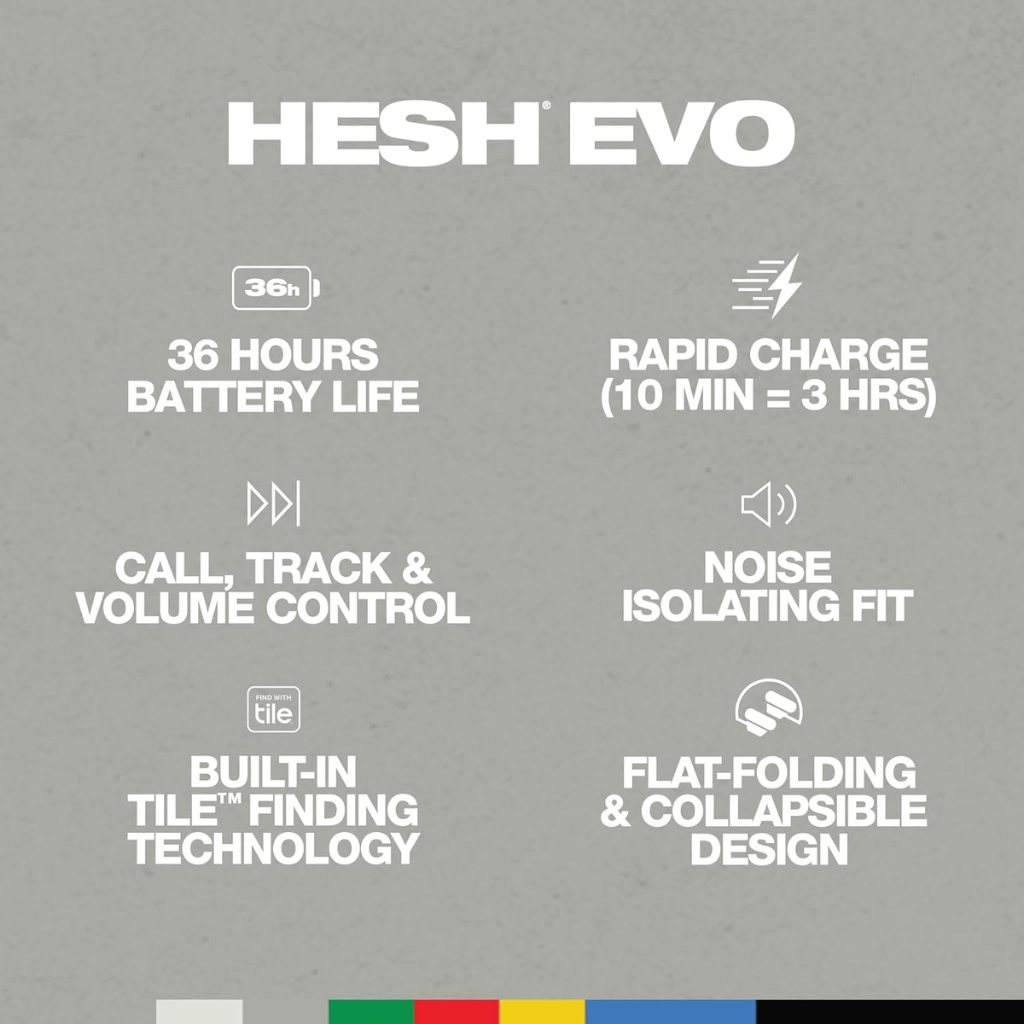 HESH® EVO
36h
36 HOURS
BATTERY LIFE
RAPID CHARGE
(10 MIN = 3 HRS)
CALL, TRACK &
VOLUME CONTROL
NOISE
ISOLATING FIT
FIND WITH
tile
BUILT-IN
TILE™ FINDING
TECHNOLOGY
FLAT-FOLDING
& COLLAPSIBLE
DESIGN